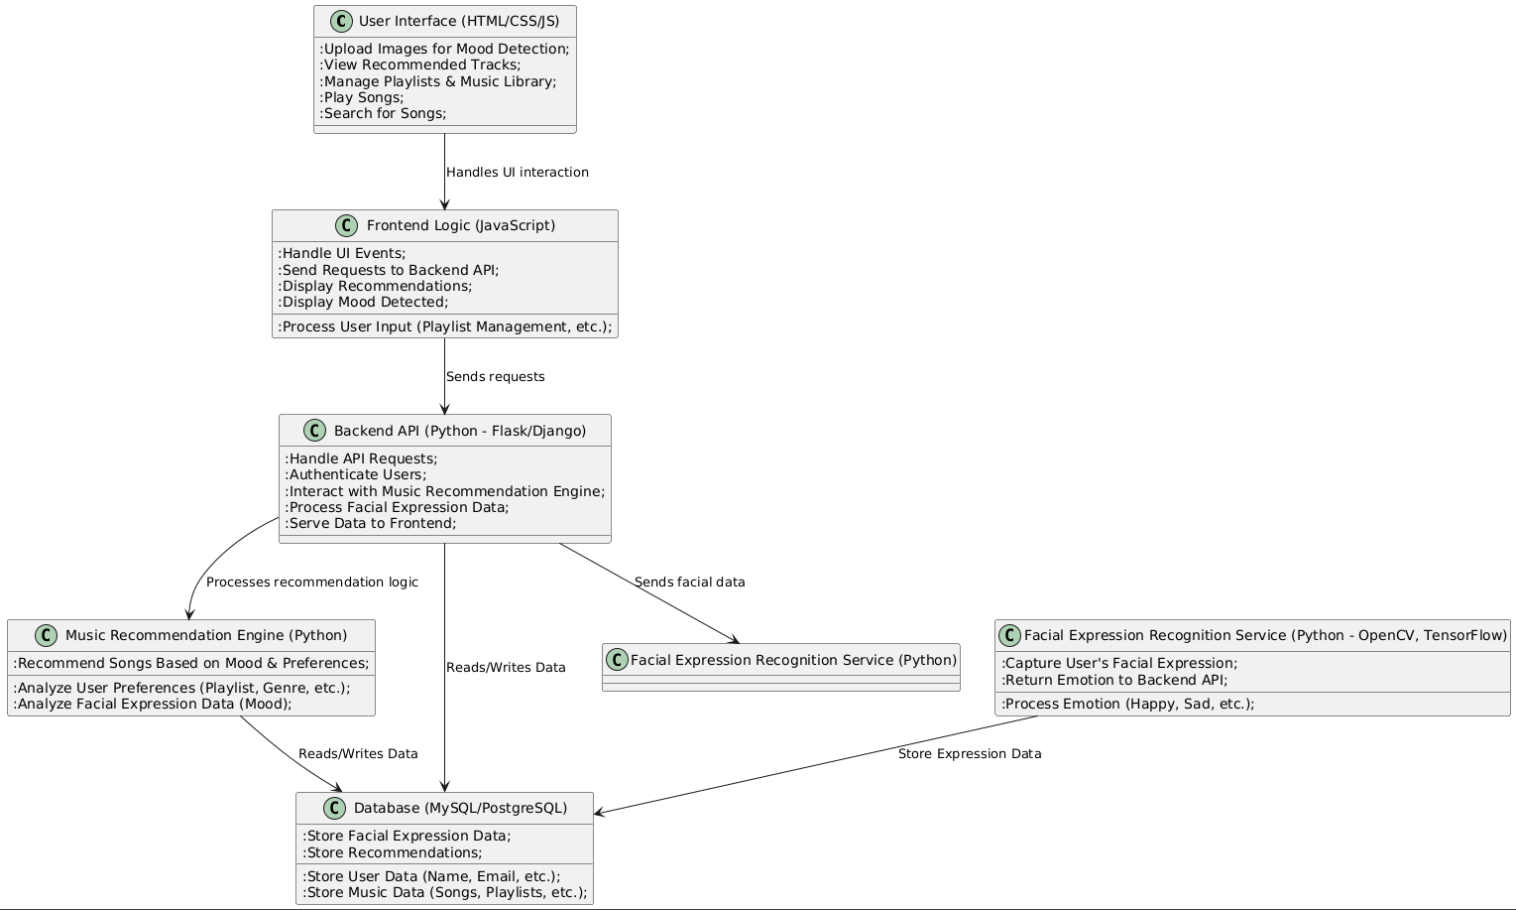 C User Interface (HTML/CSS/JS)
:Upload Images for Mood Detection;
:View Recommended Tracks;
:Manage Playlists & Music Library;
:Play Songs;
:Search for Songs;
Handles UI interaction
C Frontend Logic (JavaScript)
:Handle UI Events;
:Send Requests to Backend API;
:Display Recommendations;
:Display Mood Detected;
:Process User Input (Playlist Management, etc.);
Sends requests
C Backend API (Python - Flask/Django)
:Handle API Requests;
:Authenticate Users;
:Interact with Music Recommendation Engine;
:Process Facial Expression Data;
:Serve Data to Frontend;
Processes recommendation logic
Sends facial data
C Music Recommendation Engine (Python)
:Recommend Songs Based on Mood & Preferences;
:Analyze User Preferences (Playlist, Genre, etc.);
:Analyze Facial Expression Data (Mood);
Reads/Writes Data
C Facial Expression Recognition Service (Python)
C Facial Expression Recognition Service (Python - OpenCV, TensorFlow)
:Capture User's Facial Expression;
:Return Emotion to Backend API;
:Process Emotion (Happy, Sad, etc.);
Reads/Writes Data
Store Expression Data
C Database (MySQL/PostgreSQL)
:Store Facial Expression Data;
:Store Recommendations;
:Store User Data (Name, Email, etc.);
:Store Music Data (Songs, Playlists, etc.);